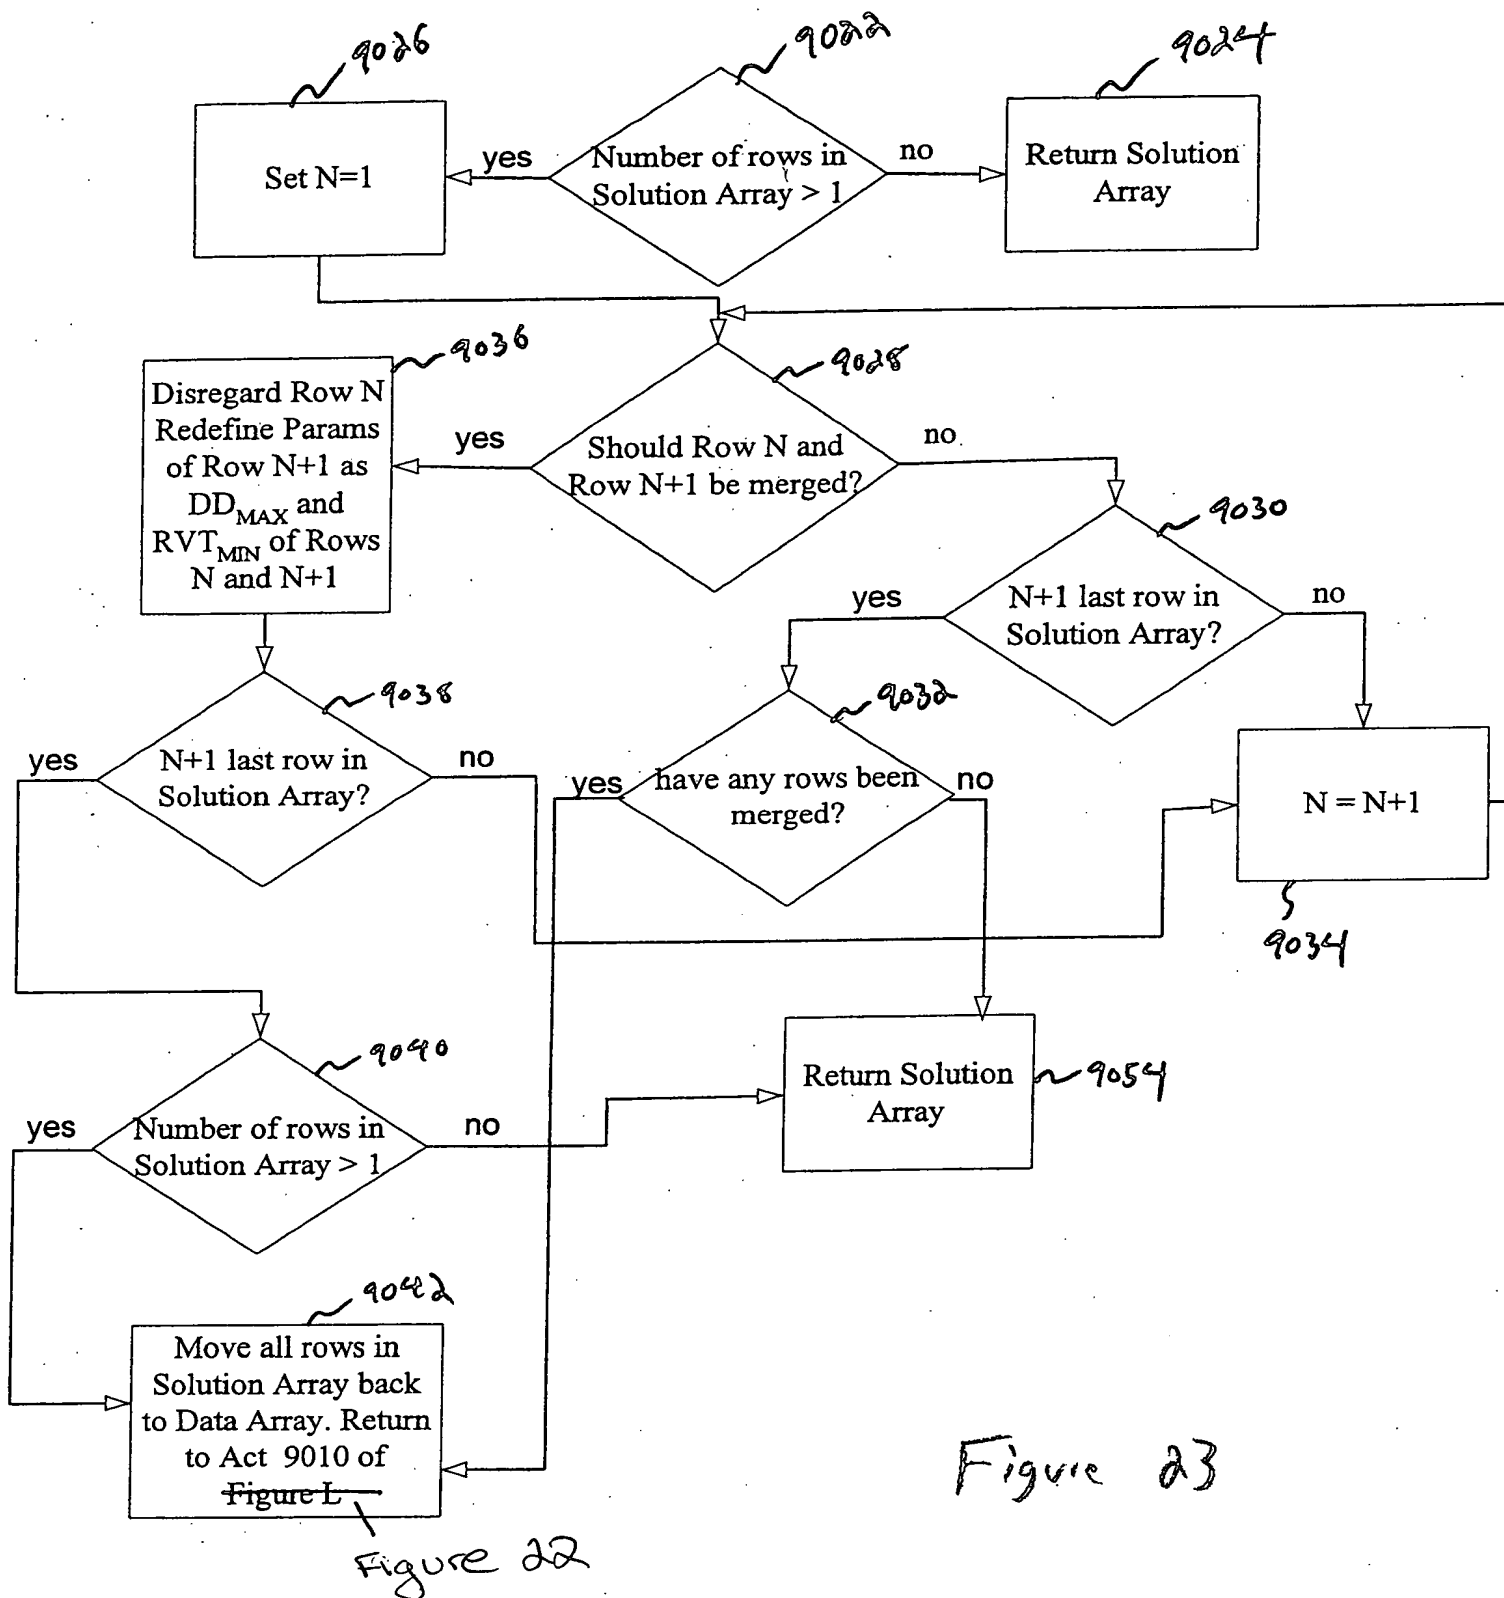 9026
9022
9024
Set N=1
yes
Number of rows in
Solution Array > 1
no
Return Solution
Array
9036
9028
Disregard Row N
Redefine Params
of Row N+1 as
DD_MAX and
RVT_MIN of Rows
N and N+1
yes
Should Row N and
Row N+1 be merged?
no
9030
yes
N+1 last row in
Solution Array?
no
9038
9032
yes
N+1 last row in
Solution Array?
no
yes
have any rows been
merged?
no
N = N+1
9034
9040
yes
Number of rows in
Solution Array > 1
no
Return Solution
Array
9054
9042
Move all rows in
Solution Array back
to Data Array. Return
to Act 9010 of
Figure L
Figure 22
Figure 23